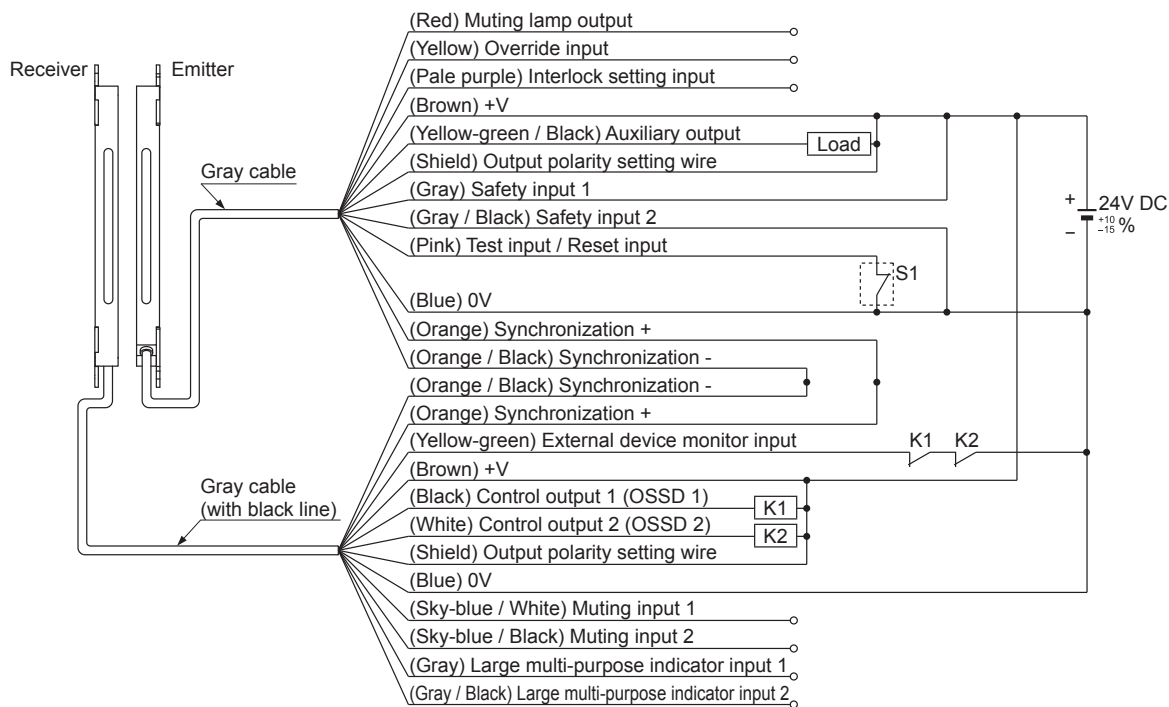 Receiver
Emitter
Gray cable
(Red) Muting lamp output
(Yellow) Override input
(Pale purple) Interlock setting input
(Brown) +V
(Yellow-green / Black) Auxiliary output
Load
(Shield) Output polarity setting wire
(Gray) Safety input 1
(Gray / Black) Safety input 2
(Pink) Test input / Reset input
S1
+ 24V DC
+10
-15 %
−
(Blue) 0V
(Orange) Synchronization +
(Orange / Black) Synchronization -
(Orange / Black) Synchronization -
(Orange) Synchronization +
(Yellow-green) External device monitor input
K1 K2
Gray cable
(with black line)
(Brown) +V
(Black) Control output 1 (OSSD 1)
K1
(White) Control output 2 (OSSD 2)
K2
(Shield) Output polarity setting wire
(Blue) 0V
(Sky-blue / White) Muting input 1
(Sky-blue / Black) Muting input 2
(Gray) Large multi-purpose indicator input 1
(Gray / Black) Large multi-purpose indicator input 2